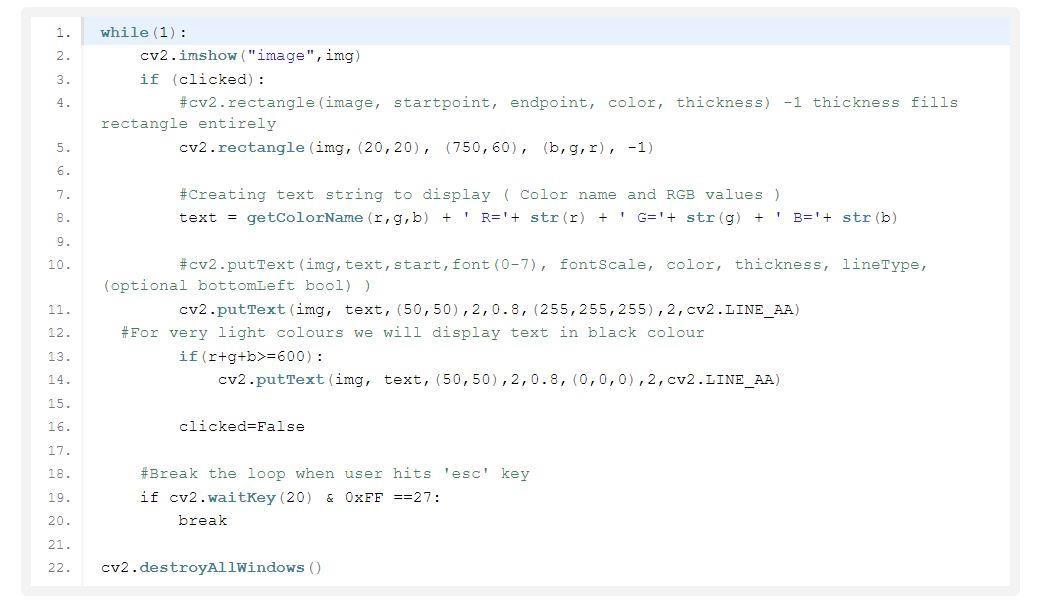 1. while(1):
2.     cv2.imshow("image",img)
3.     if (clicked):
4.         #cv2.rectangle(image, startpoint, endpoint, color, thickness) -1 thickness fills
rectangle entirely
5.         cv2.rectangle(img,(20,20), (750,60), (b,g,r), -1)
6.
7.         #Creating text string to display ( Color name and RGB values )
8.         text = getColorName(r,g,b) + ' R='+ str(r) + ' G='+ str(g) + ' B='+ str(b)
9.
10.         #cv2.putText(img,text,start,font(0-7), fontScale, color, thickness, lineType,
(optional bottomLeft bool) )
11.         cv2.putText(img, text,(50,50),2,0.8,(255,255,255),2,cv2.LINE_AA)
12.   #For very light colours we will display text in black colour
13.         if(r+g+b>=600):
14.             cv2.putText(img, text,(50,50),2,0.8,(0,0,0),2,cv2.LINE_AA)
15.
16.         clicked=False
17.
18.     #Break the loop when user hits 'esc' key
19.     if cv2.waitKey(20) & 0xFF ==27:
20.         break
21.
22. cv2.destroyAllWindows()